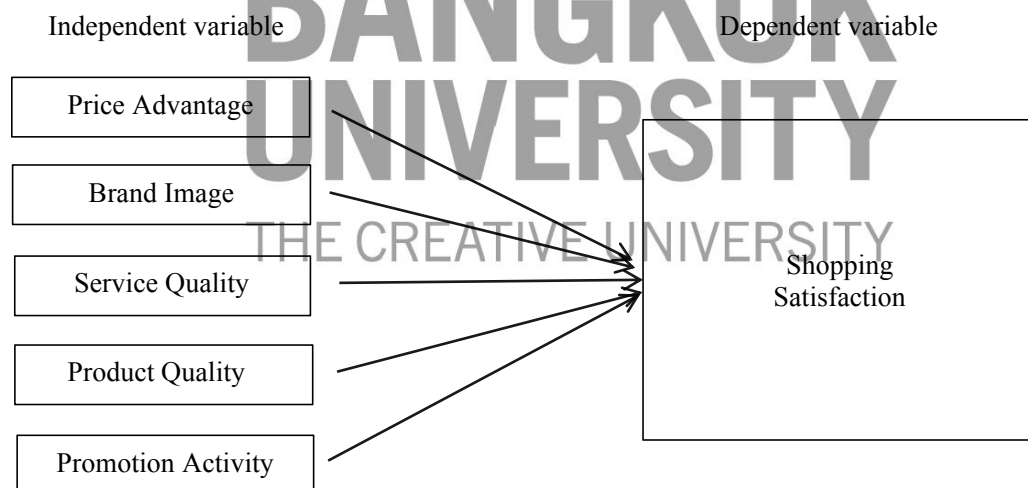 Independent variable
Dependent variable
BANGKOK
UNIVERSITY
THE CREATIVE UNIVERSITY
Price Advantage
Brand Image
Service Quality
Product Quality
Promotion Activity
Shopping
Satisfaction